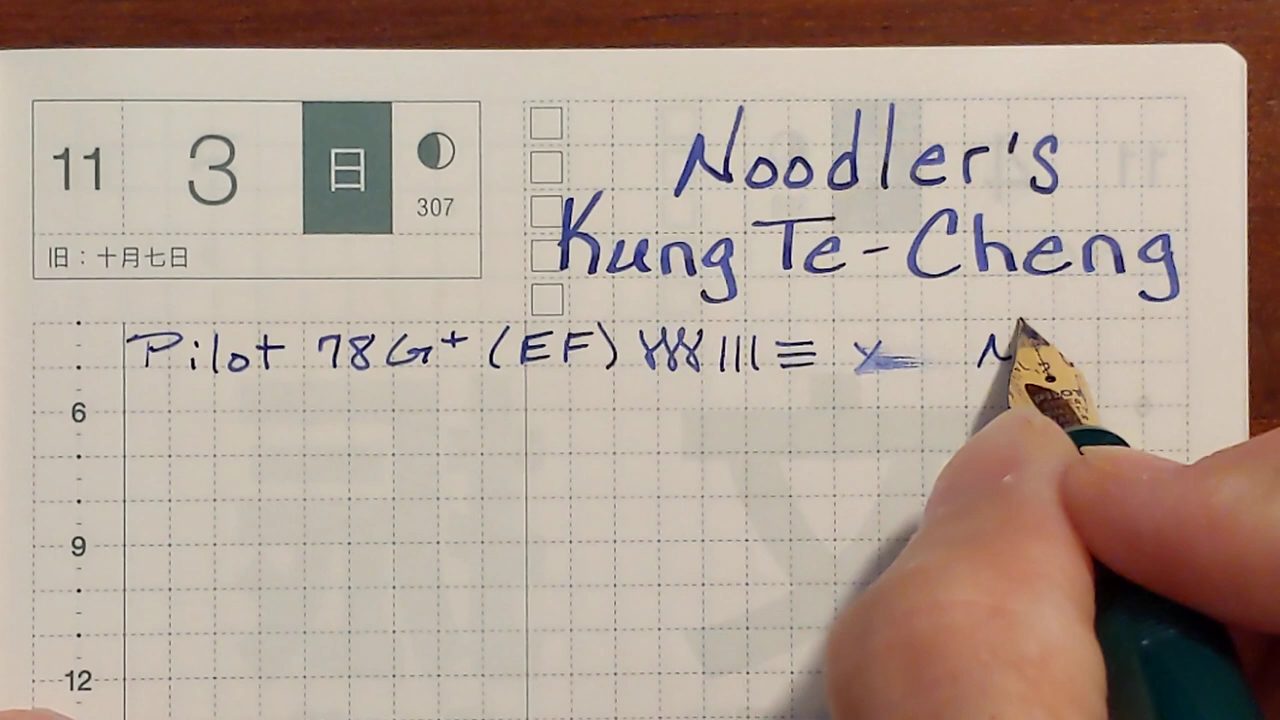 11 3 日
307
旧：十月七日
Noodler's
Kung Te-Cheng
Pilot 78G+ (EF)
6
9
12